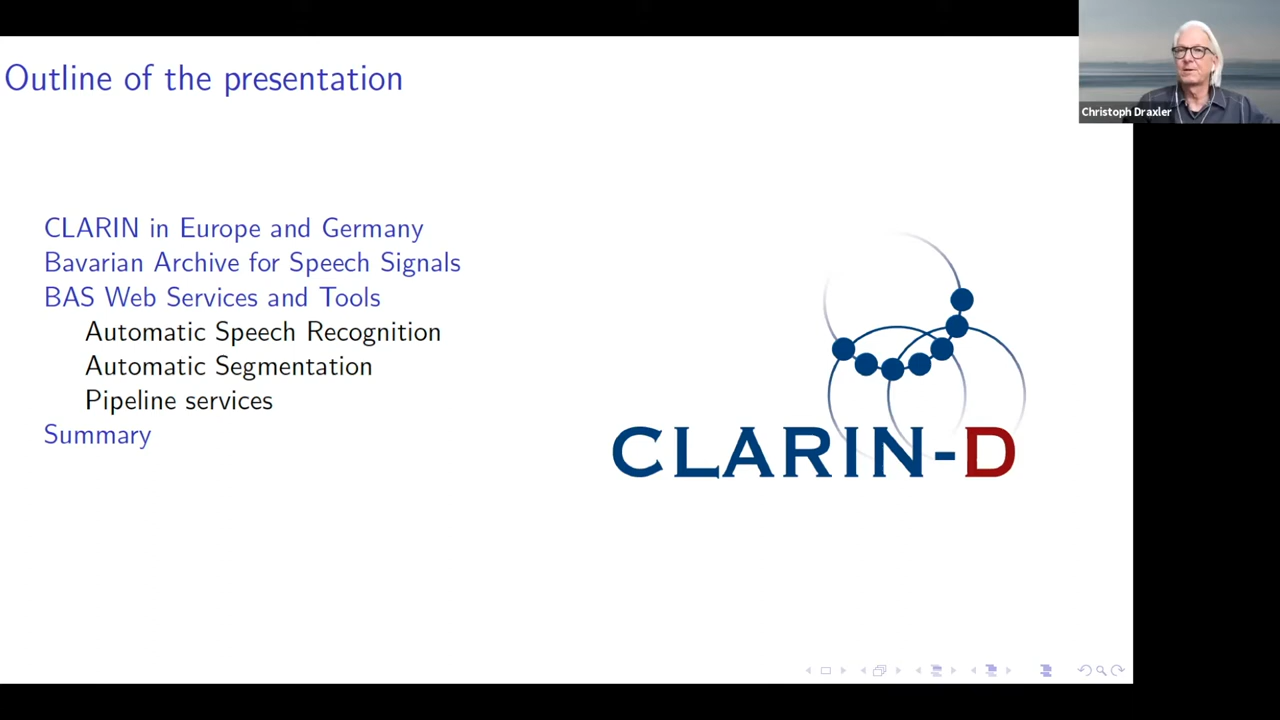 Outline of the presentation
Christoph Draxler
CLARIN in Europe and Germany
Bavarian Archive for Speech Signals
BAS Web Services and Tools
Automatic Speech Recognition
Automatic Segmentation
Pipeline services
Summary
CLARIN-D